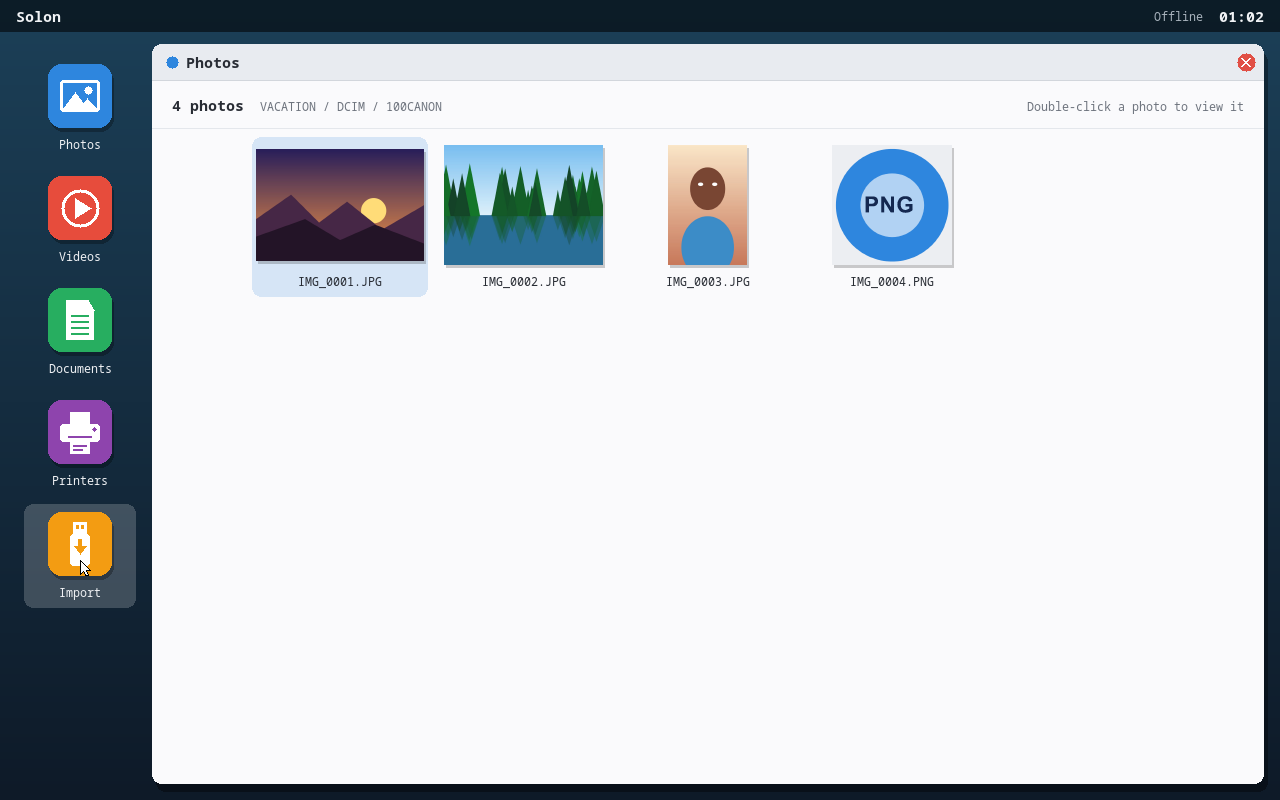 Solon
Offline 01:02
Photos
4 photos VACATION / DCIM / 100CANON
Double-click a photo to view it
Photos
Videos
Documents
Printers
Import
PNG
IMG_0001.JPG
IMG_0002.JPG
IMG_0003.JPG
IMG_0004.PNG